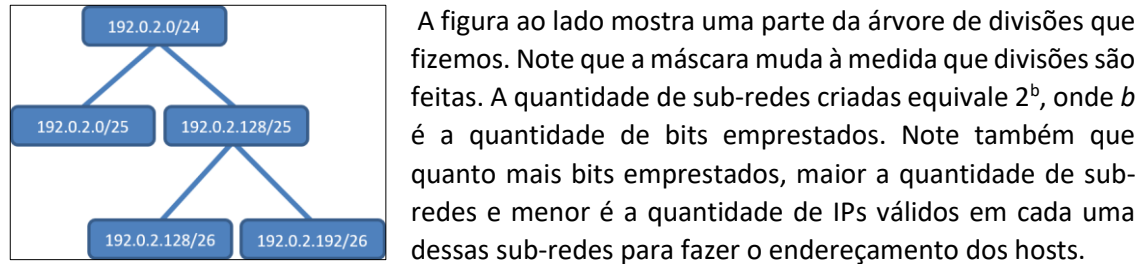 192.0.2.0/24
192.0.2.0/25
192.0.2.128/25
192.0.2.128/26
192.0.2.192/26
A figura ao lado mostra uma parte da árvore de divisões que
fizemos. Note que a máscara muda à medida que divisões são
feitas. A quantidade de sub-redes criadas equivale 2ᵇ, onde b
é a quantidade de bits emprestados. Note também que
quanto mais bits emprestados, maior a quantidade de sub-
redes e menor é a quantidade de IPs válidos em cada uma
dessas sub-redes para fazer o endereçamento dos hosts.